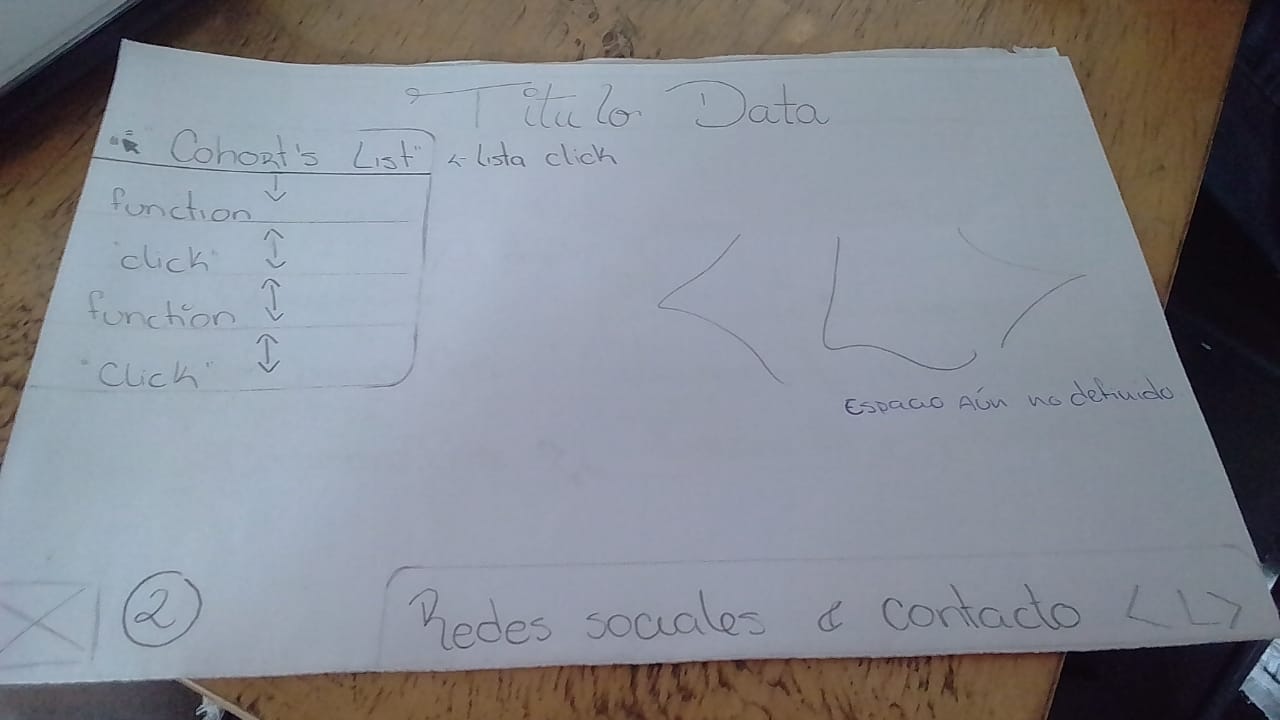 Titulo Data
"Cohort's List" ← Lista click
function ↓
"click" ↕
function ↕
"Click" ↕
< L >
Espacio Aún no definido
2
Redes sociales & contacto < L >